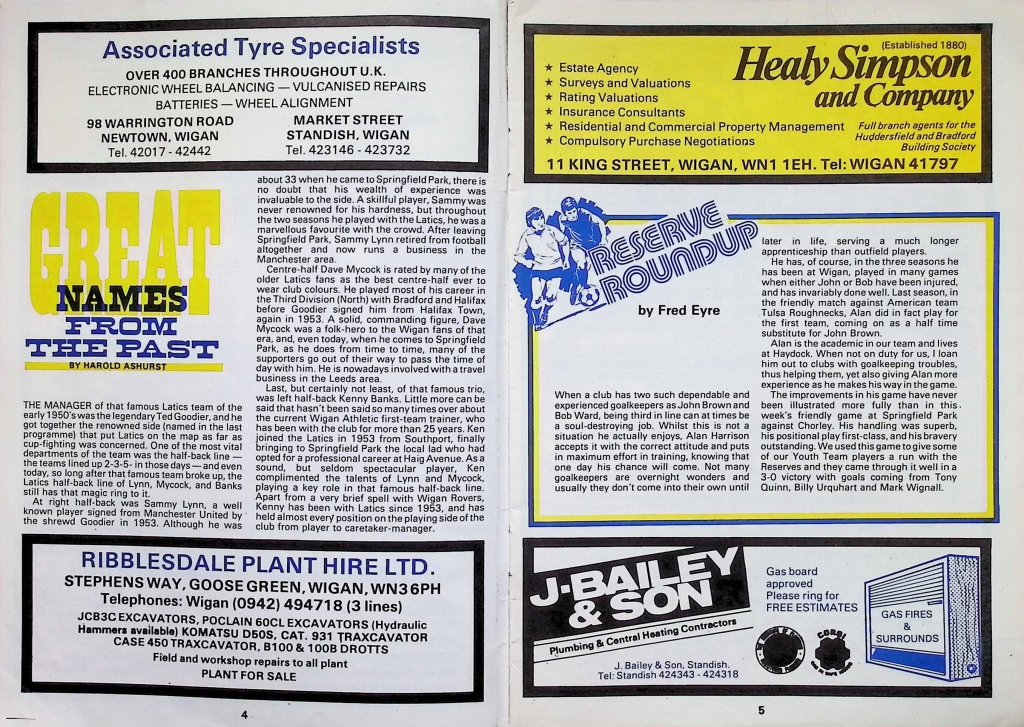 Associated Tyre Specialists
OVER 400 BRANCHES THROUGHOUT U.K.
ELECTRONIC WHEEL BALANCING — VULCANISED REPAIRS
BATTERIES — WHEEL ALIGNMENT
98 WARRINGTON ROAD
NEWTOWN, WIGAN
Tel. 42017 - 42442
MARKET STREET
STANDISH, WIGAN
Tel. 423146 - 423732
GREAT
NAMES
FROM
THE PAST
BY HAROLD ASHURST
THE MANAGER of that famous Latics team of the
early 1950's was the legendary Ted Goodier, and he
got together the renowned side (named in the last
programme) that put Latics on the map as far as
cup-fighting was concerned. One of the most vital
departments of the team was the half-back line —
the teams lined up 2-3-5- in those days — and even
today, so long after that famous team broke up, the
Latics half-back line of Lynn, Mycock, and Banks
still has that magic ring to it.
At right half-back was Sammy Lynn, a well
known player signed from Manchester United by
the shrewd Goodier in 1953. Although he was
about 33 when he came to Springfield Park, there is
no doubt that his wealth of experience was
invaluable to the side. A skillful player, Sammy was
never renowned for his hardness, but throughout
the two seasons he played with the Latics, he was a
marvellous favourite with the crowd. After leaving
Springfield Park, Sammy Lynn retired from football
altogether and now runs a business in the
Manchester area.
Centre-half Dave Mycock is rated by many of the
older Latics fans as the best centre-half ever to
wear club colours. He played most of his career in
the Third Division (North) with Bradford and Halifax
before Goodier signed him from Halifax Town,
again in 1953. A solid, commanding figure, Dave
Mycock was a folk-hero to the Wigan fans of that
era, and, even today, when he comes to Springfield
Park, as he does from time to time, many of the
supporters go out of their way to pass the time of
day with him. He is nowadays involved with a travel
business in the Leeds area.
Last, but certainly not least, of that famous trio,
was left half-back Kenny Banks. Little more can be
said that hasn't been said so many times over about
the current Wigan Athletic first-team trainer, who
has been with the club for more than 25 years. Ken
joined the Latics in 1953 from Southport, finally
bringing to Springfield Park the local lad who had
opted for a professional career at Haig Avenue. As a
sound, but seldom spectacular player, Ken
complimented the talents of Lynn and Mycock,
playing a key role in that famous half-back line.
Apart from a very brief spell with Wigan Rovers,
Kenny has been with Latics since 1953, and has
held almost every position on the playing side of the
club from player to caretaker-manager.
RIBBLESDALE PLANT HIRE LTD.
STEPHENS WAY, GOOSE GREEN, WIGAN, WN3 6PH
Telephones: Wigan (0942) 494718 (3 lines)
JCB3C EXCAVATORS, POCLAIN 60CL EXCAVATORS (Hydraulic
Hammers available) KOMATSU D50S, CAT. 931 TRAXCAVATOR
CASE 450 TRAXCAVATOR, B100 & 100B DROTTS
Field and workshop repairs to all plant
PLANT FOR SALE
4
(Established 1880)
Healy Simpson
and Company
★ Estate Agency
★ Surveys and Valuations
★ Rating Valuations
★ Insurance Consultants
★ Residential and Commercial Property Management
★ Compulsory Purchase Negotiations
Full branch agents for the
Huddersfield and Bradford
Building Society
11 KING STREET, WIGAN, WN1 1EH. Tel: WIGAN 41797
RESERVE
ROUNDUP
by Fred Eyre
When a club has two such dependable and
experienced goalkeepers as John Brown and
Bob Ward, being third in line can at times be
a soul-destroying job. Whilst this is not a
situation he actually enjoys, Alan Harrison
accepts it with the correct attitude and puts
in maximum effort in training, knowing that
one day his chance will come. Not many
goalkeepers are overnight wonders and
usually they don't come into their own until
later in life, serving a much longer
apprenticeship than outfield players.
He has, of course, in the three seasons he
has been at Wigan, played in many games
when either John or Bob have been injured,
and has invariably done well. Last season, in
the friendly match against American team
Tulsa Roughnecks, Alan did in fact play for
the first team, coming on as a half time
substitute for John Brown.
Alan is the academic in our team and lives
at Haydock. When not on duty for us, I loan
him out to clubs with goalkeeping troubles,
thus helping them, yet also giving Alan more
experience as he makes his way in the game.
The improvements in his game have never
been illustrated more fully than in this
week's friendly game at Springfield Park
against Chorley. His handling was superb,
his positional play first-class, and his bravery
outstanding. We used this game to give some
of our Youth Team players a run with the
Reserves and they came through it well in a
3-0 victory with goals coming from Tony
Quinn, Billy Urquhart and Mark Wignall.
J·BAILEY
& SON
Plumbing & Central Heating Contractors
Gas board
approved
Please ring for
FREE ESTIMATES
CORGI
GAS FIRES
&
SURROUNDS
J. Bailey & Son, Standish.
Tel: Standish 424343 - 424318
5